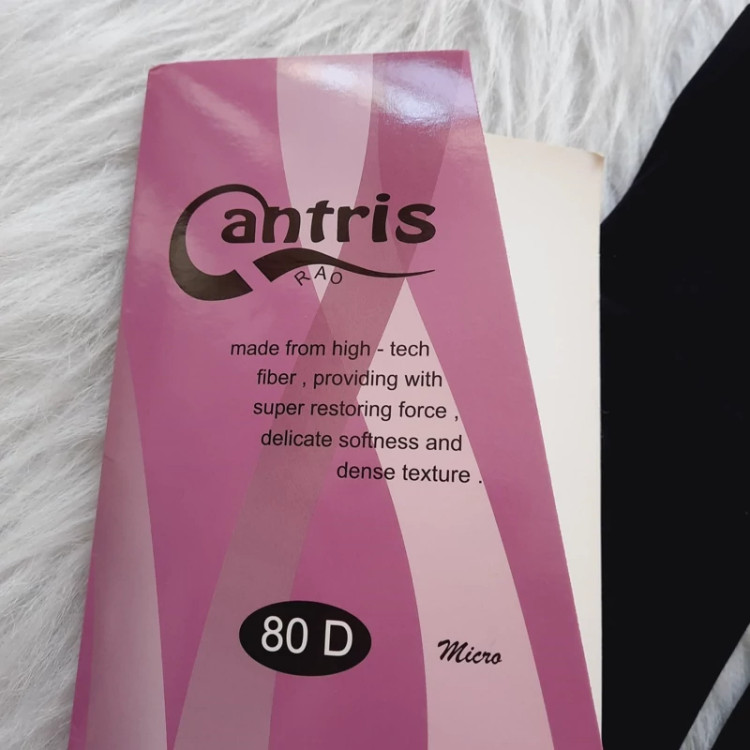 Cantris
RAO
made from high - tech
fiber , providing with
super restoring force ,
delicate softness and
dense texture .
80 D
Micro